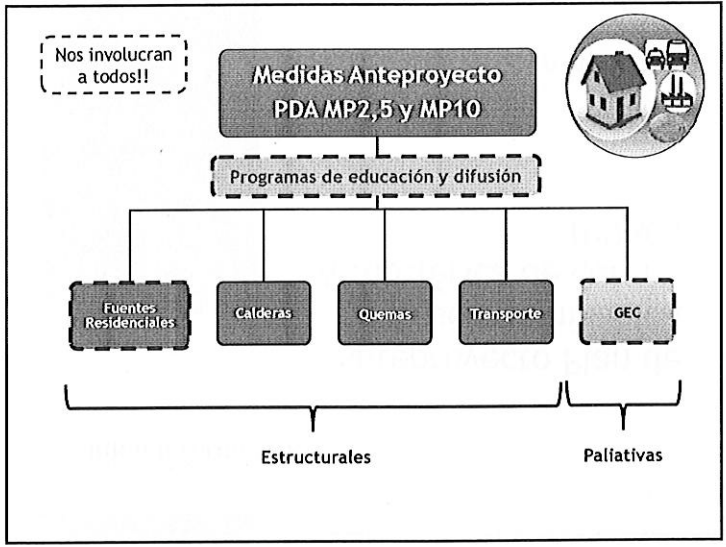 Nos involucran
a todos!!
Medidas Anteproyecto
PDA MP2,5 y MP10
Programas de educación y difusión
Fuentes
Residenciales
Calderas
Quemas
Transporte
GEC
Estructurales
Paliativas